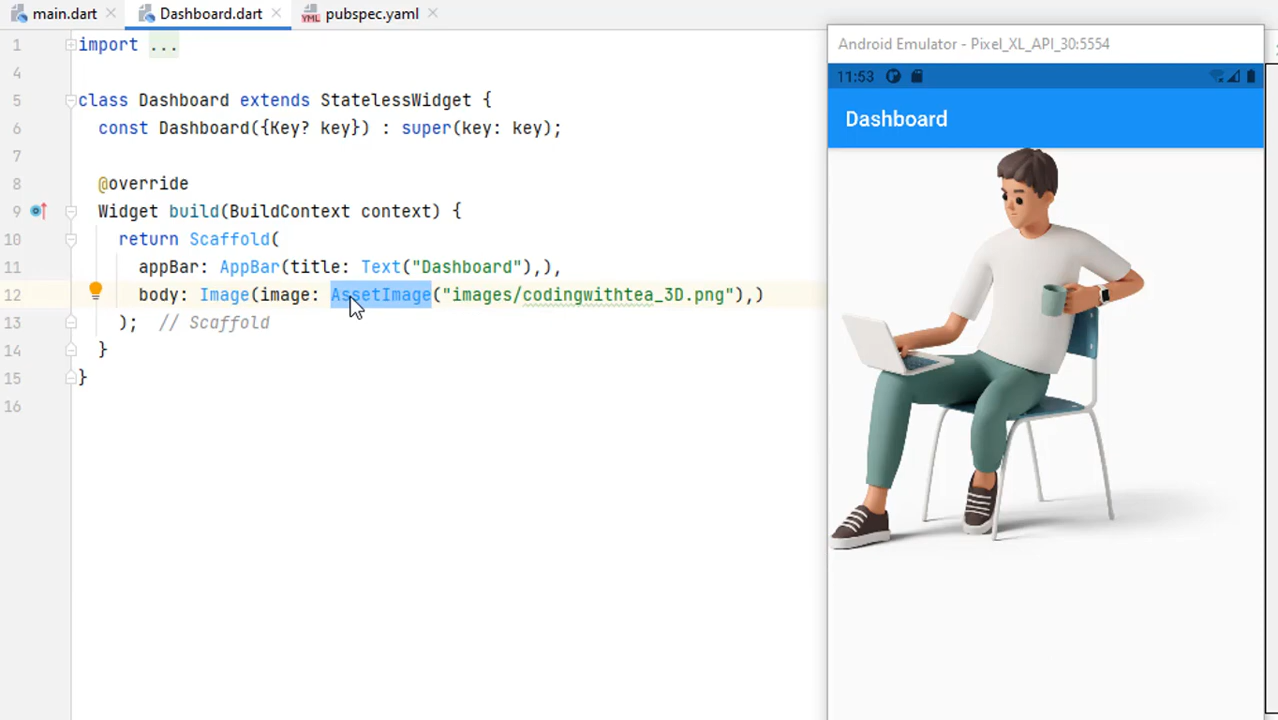 main.dart Dashboard.dart YML pubspec.yaml
1 import ...
4
5 class Dashboard extends StatelessWidget {
6 const Dashboard({Key? key}) : super(key: key);
7
8 @override
9 Widget build(BuildContext context) {
10 return Scaffold(
11 appBar: AppBar(title: Text("Dashboard"),),
12 body: Image(image: AssetImage("images/codingwithtea_3D.png"),)
13 ); // Scaffold
14 }
15 }
16
Android Emulator - Pixel_XL_API_30:5554
11:53
Dashboard